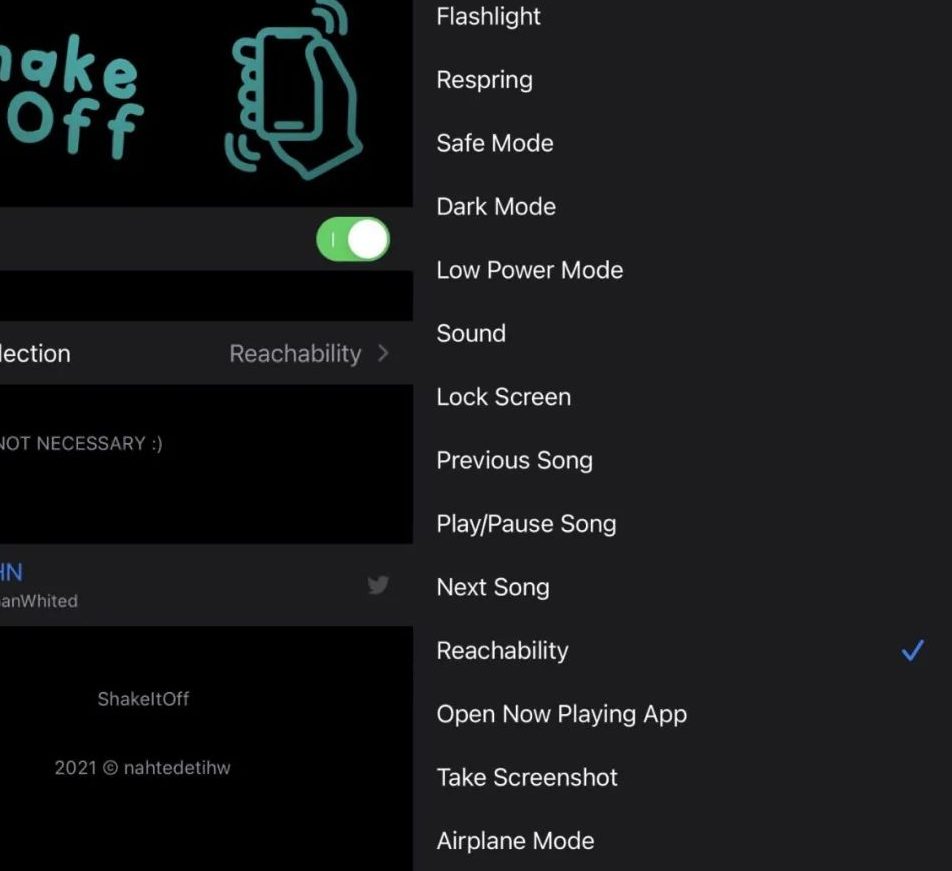 ake
Off
lection
Reachability
NOT NECESSARY :)
HN
anWhited
ShakeItOff
2021 © nahtedetihw
Flashlight
Respring
Safe Mode
Dark Mode
Low Power Mode
Sound
Lock Screen
Previous Song
Play/Pause Song
Next Song
Reachability
Open Now Playing App
Take Screenshot
Airplane Mode